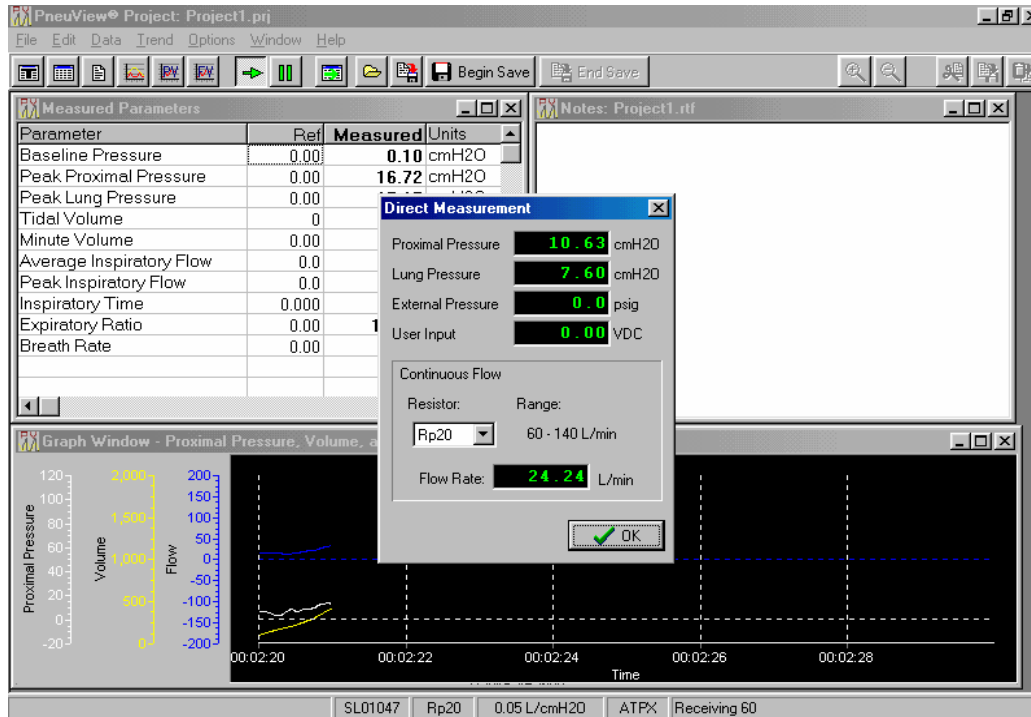 PneuView® Project: Project1.prj
File Edit Data Trend Options Window Help
Begin Save End Save
Measured Parameters
Parameter Ref Measured Units
Baseline Pressure 0.00 0.10 cmH2O
Peak Proximal Pressure 0.00 16.72 cmH2O
Peak Lung Pressure 0.00
Tidal Volume 0
Minute Volume 0.00
Average Inspiratory Flow 0.0
Peak Inspiratory Flow 0.0
Inspiratory Time 0.000
Expiratory Ratio 0.00 1
Breath Rate 0.00
Notes: Project1.rtf
Direct Measurement
Proximal Pressure 10.63 cmH2O
Lung Pressure 7.60 cmH2O
External Pressure 0.0 psig
User Input 0.00 VDC
Continuous Flow
Resistor: Range:
Rp20 60 - 140 L/min
Flow Rate: 24.24 L/min
OK
Graph Window - Proximal Pressure, Volume, a
Proximal Pressure
120
100
80
60
40
20
0
-20
Volume
2,000
1,500
1,000
500
0
Flow
200
150
100
50
0
-50
-100
-150
-200
00:02:20 00:02:22 00:02:24 00:02:26 00:02:28
Time
SL01047 Rp20 0.05 L/cmH20 ATPX Receiving 60